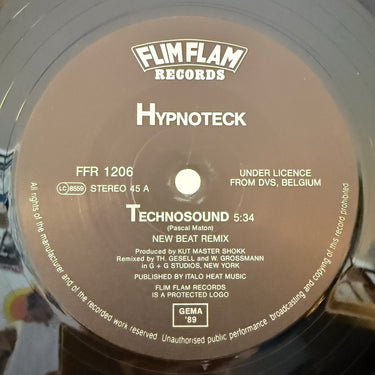 FLIM FLAM
RECORDS
HYPNOTECK
FFR 1206
LC 8559 STEREO 45 A
UNDER LICENCE
FROM DVS, BELGIUM
TECHNOSOUND 5:34
(Pascal Maton)
NEW BEAT REMIX
Produced by KUT MASTER SHOKK
Remixed by TH. GESELL and W. GROSSMANN
in G + G STUDIOS, NEW YORK
PUBLISHED BY ITALO HEAT MUSIC
FLIM FLAM RECORDS
IS A PROTECTED LOGO
GEMA
'89
All rights of the manufacturer and of the recorded work reserved Unauthorised public performance broadcasting and copying of this record prohibited